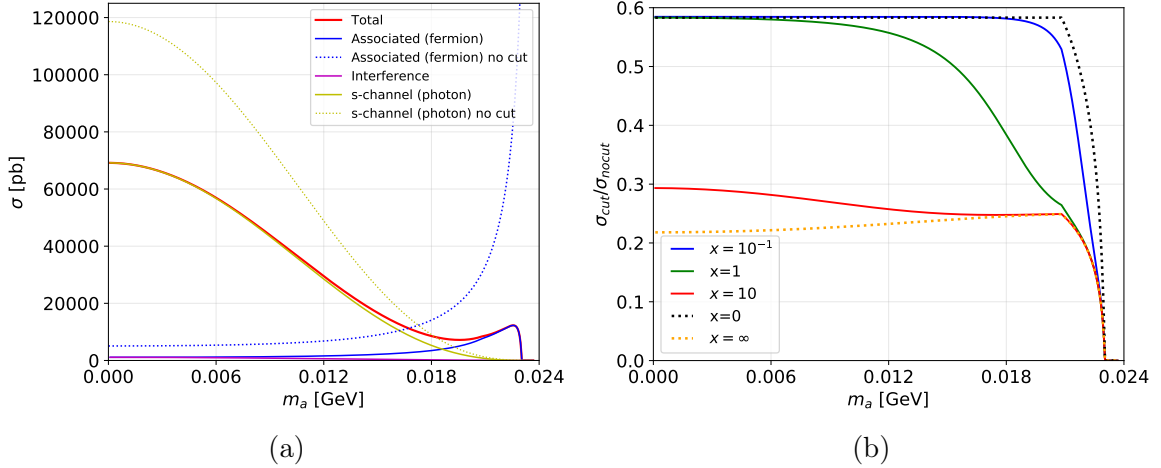 120000
100000
80000
60000
40000
20000
0
σ [pb]
Total
Associated (fermion)
Associated (fermion) no cut
Interference
s-channel (photon)
s-channel (photon) no cut
0.000 0.006 0.012 0.018 0.024
m_a [GeV]
(a)
0.6
0.5
0.4
0.3
0.2
0.1
0.0
σ_cut/σ_nocut
x = 10⁻¹
x=1
x = 10
x=0
x = ∞
0.000 0.006 0.012 0.018 0.024
m_a [GeV]
(b)